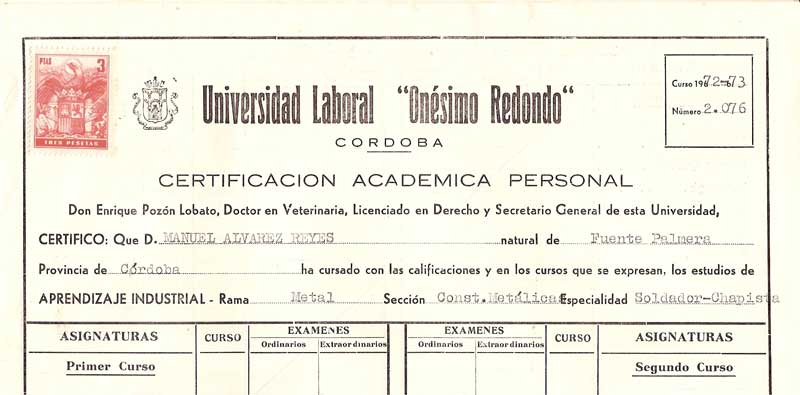 PTAS 3
TRES PESETAS
Universidad Laboral "Onésimo Redondo"
CORDOBA
Curso 1972-73
Número 2.076
CERTIFICACION ACADEMICA PERSONAL
Don Enrique Pozón Lobato, Doctor en Veterinaria, Licenciado en Derecho y Secretario General de esta Universidad,
CERTIFICO: Que D. MANUEL ALVAREZ REYES natural de Fuente Palmera
Provincia de Córdoba ha cursado con las calificaciones y en los cursos que se expresan, los estudios de
APRENDIZAJE INDUSTRIAL - Rama Metal Sección Const.Metálicas Especialidad Soldador-Chapista
ASIGNATURAS CURSO EXAMENES EXAMENES CURSO ASIGNATURAS
Ordinarios Extraordinarios Ordinarios Extraordinarios
Primer Curso Segundo Curso